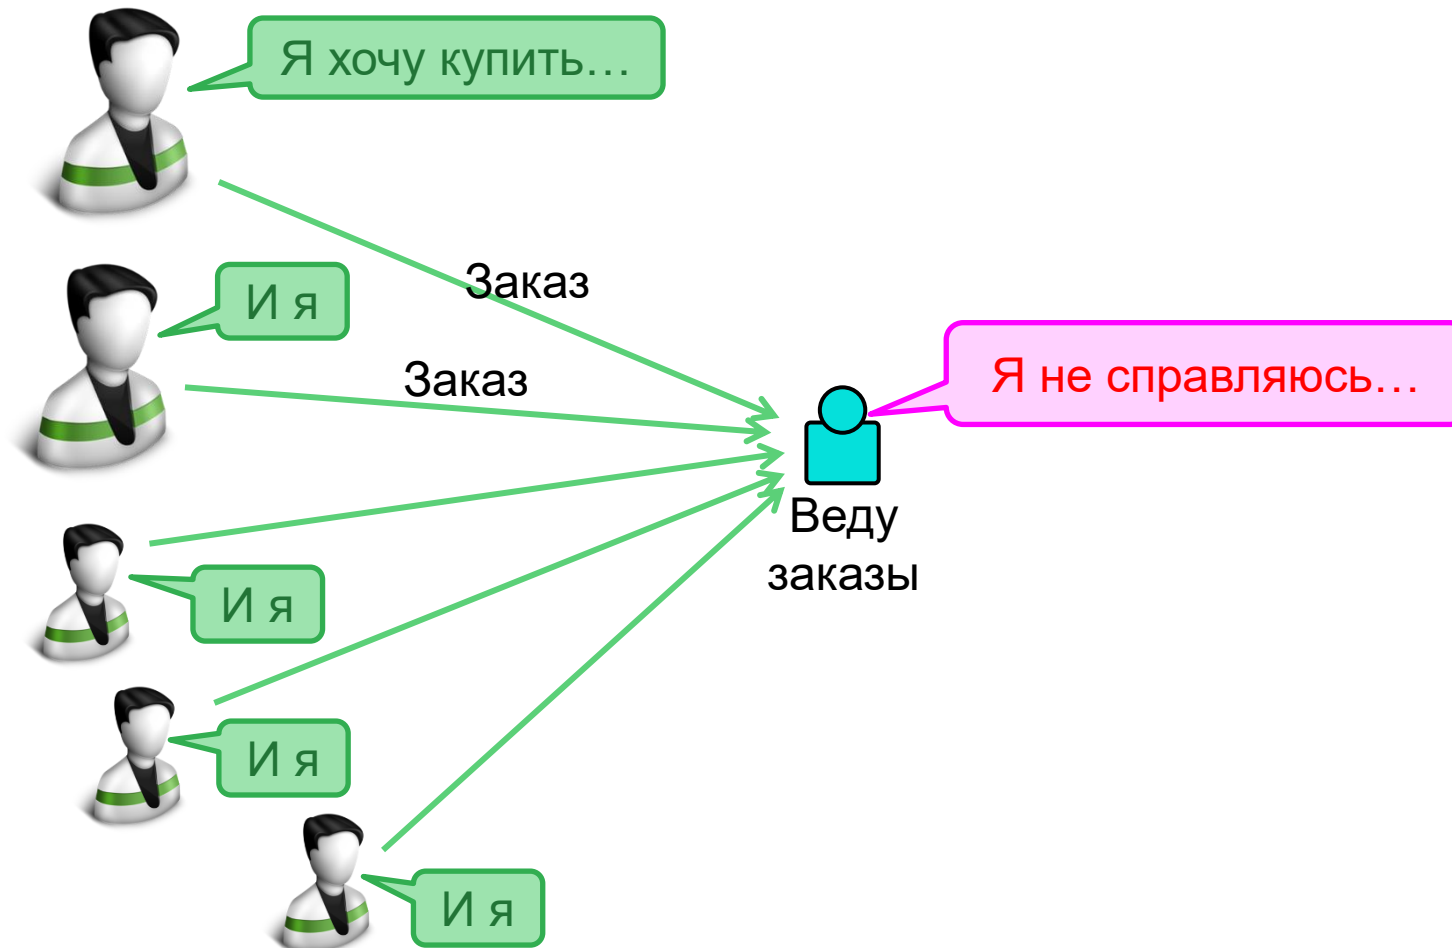 Я хочу купить…
Заказ
И я
Заказ
Я не справляюсь…
Веду
заказы
И я
И я
И я